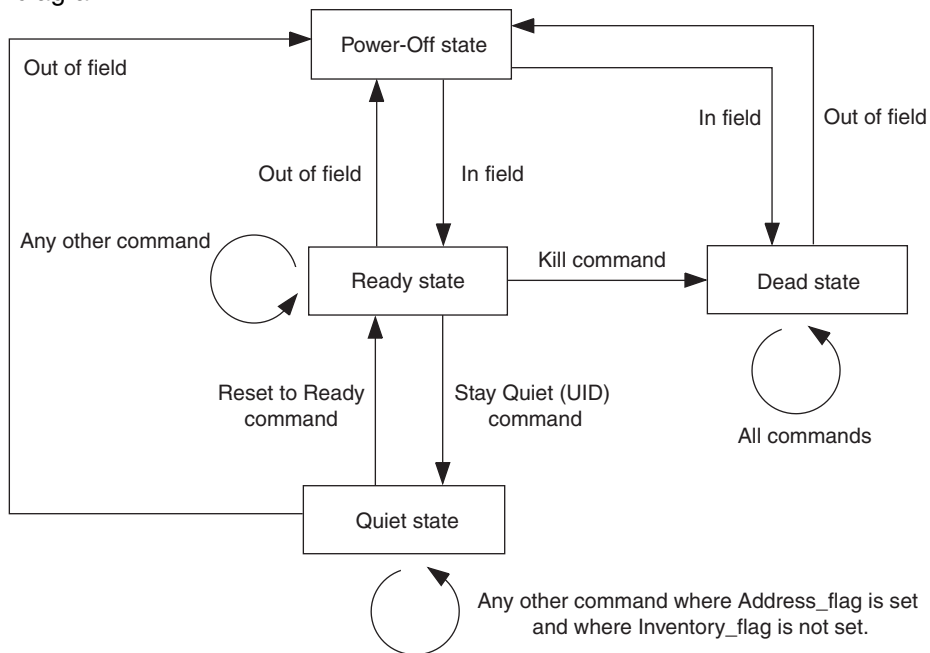 Power-Off state
Out of field
In field
Out of field
Out of field
In field
Any other command
Ready state
Kill command
Dead state
Reset to Ready
command
Stay Quiet (UID)
command
All commands
Quiet state
Any other command where Address_flag is set
and where Inventory_flag is not set.